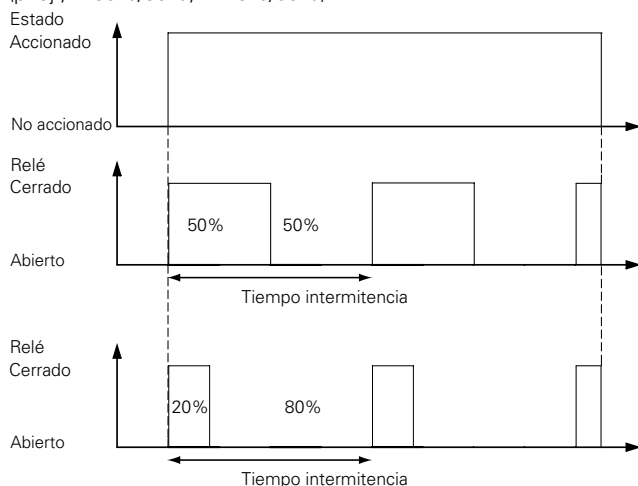 Estado
Accionado
No accionado
Relé
Cerrado
50% 50%
Abierto
Tiempo intermitencia
Relé
Cerrado
20% 80%
Abierto
Tiempo intermitencia